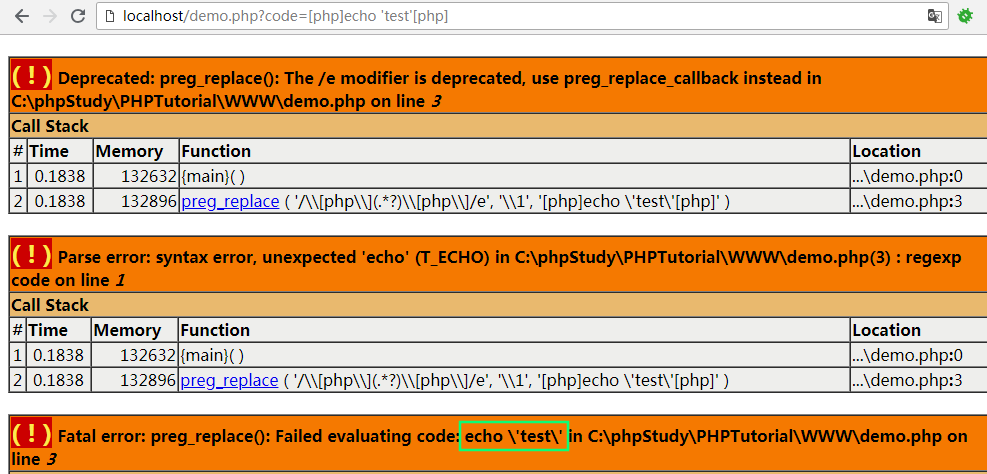 localhost/demo.php?code=[php]echo 'test'[php]
( ! ) Deprecated: preg_replace(): The /e modifier is deprecated, use preg_replace_callback instead in
C:\phpStudy\PHPTutorial\WWW\demo.php on line 3
Call Stack
# Time Memory Function Location
1 0.1838 132632 {main}( ) ...\demo.php:0
2 0.1838 132896 preg_replace ( '/\\[php\\](.*?)\\[php\\]/e', '\\1', '[php]echo \'test\'[php]' ) ...\demo.php:3
( ! ) Parse error: syntax error, unexpected 'echo' (T_ECHO) in C:\phpStudy\PHPTutorial\WWW\demo.php(3) : regexp
code on line 1
Call Stack
# Time Memory Function Location
1 0.1838 132632 {main}( ) ...\demo.php:0
2 0.1838 132896 preg_replace ( '/\\[php\\](.*?)\\[php\\]/e', '\\1', '[php]echo \'test\'[php]' ) ...\demo.php:3
( ! ) Fatal error: preg_replace(): Failed evaluating code: echo \'test\' in C:\phpStudy\PHPTutorial\WWW\demo.php on
line 3